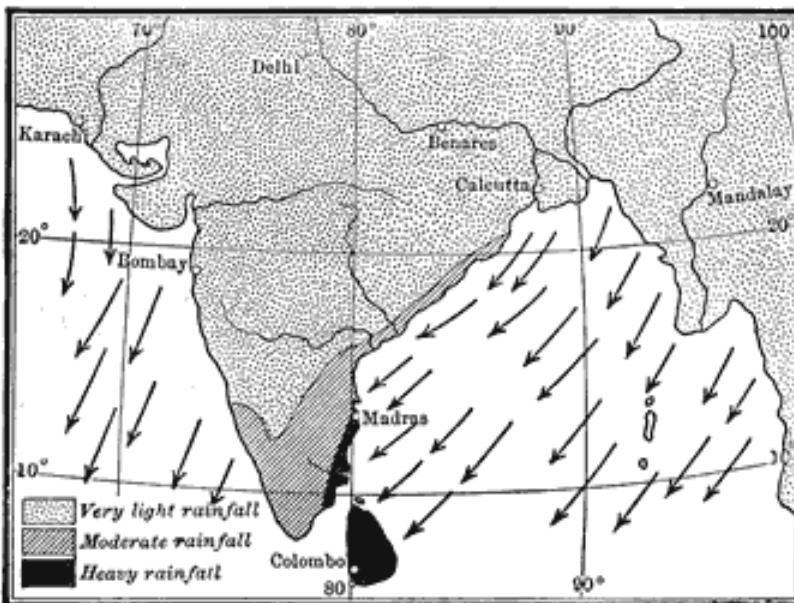 70 80° 90 100°
Delhi
Karachi
Benares
Calcutta
Mandalay
20° 20°
Bombay
Madras
10°
Very light rainfall
Moderate rainfall
Heavy rainfall
Colombo
80 90°